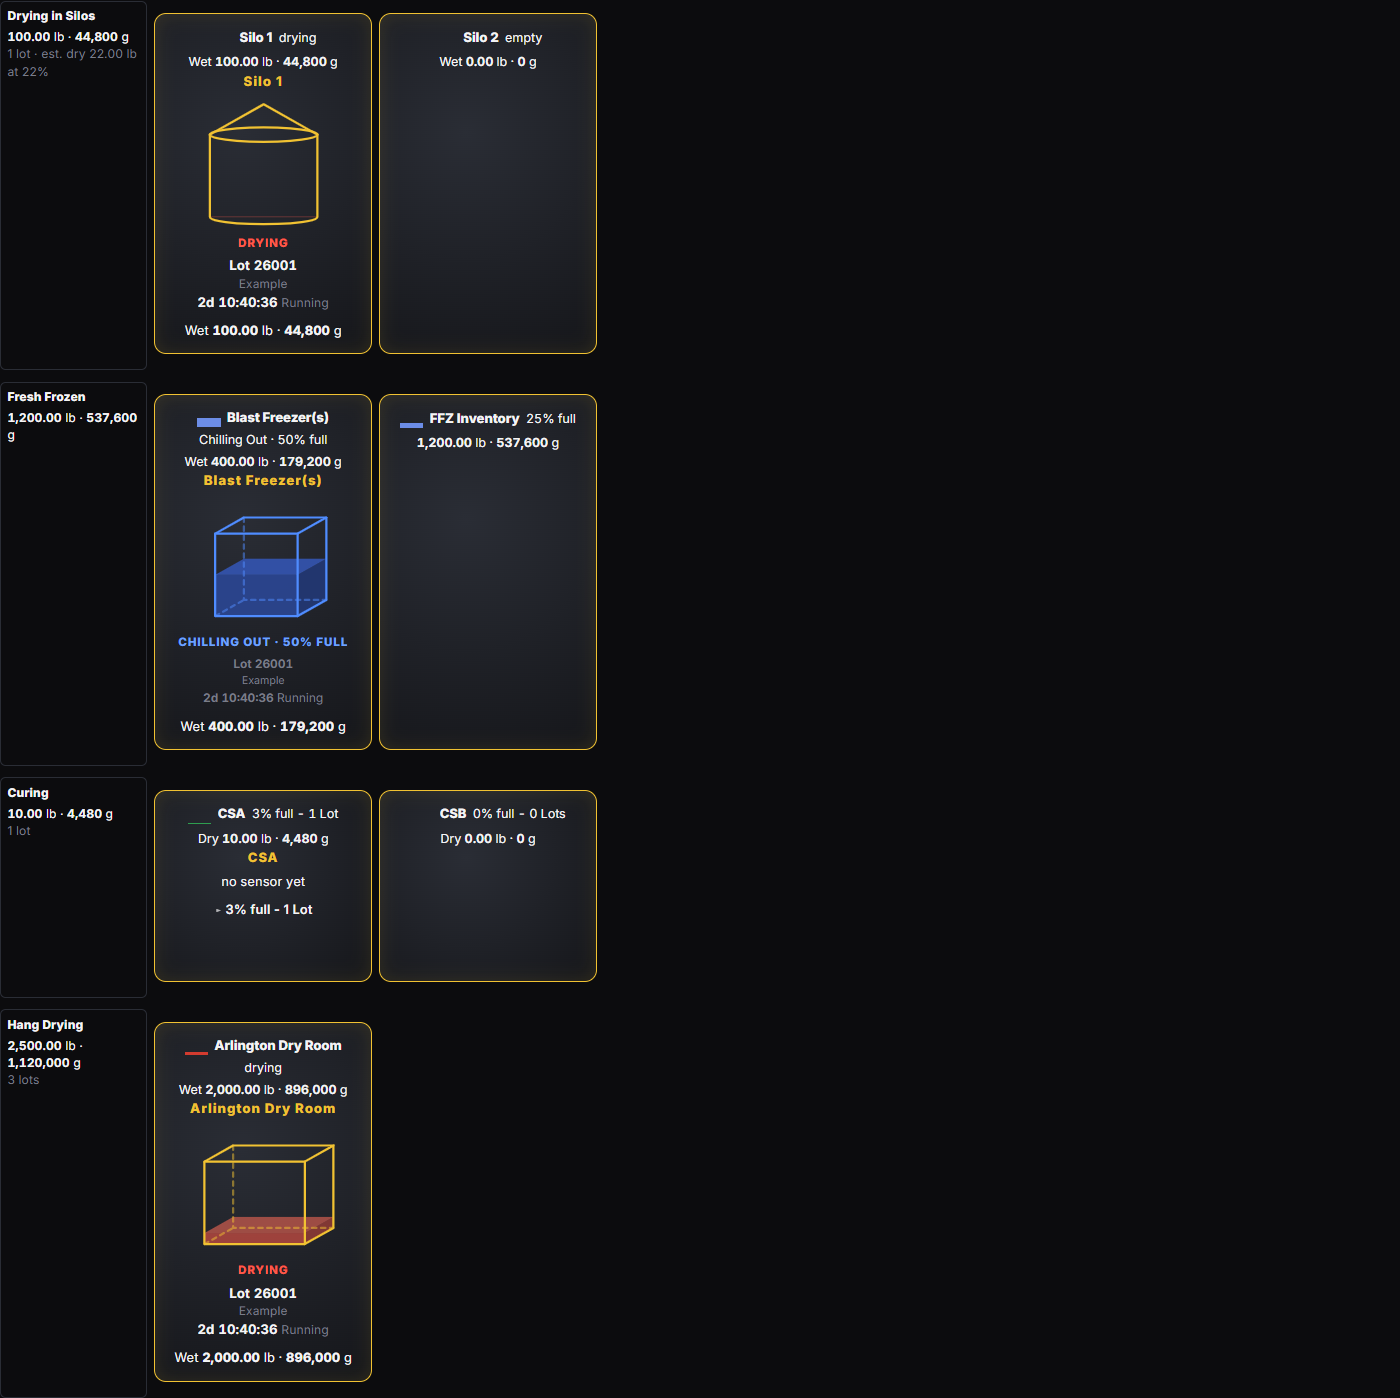 Drying in Silos
100.00 lb · 44,800 g
1 lot · est. dry 22.00 lb
at 22%
Silo 1 drying
Wet 100.00 lb · 44,800 g
Silo 1
DRYING
Lot 26001
Example
2d 10:40:36 Running
Wet 100.00 lb · 44,800 g
Silo 2 empty
Wet 0.00 lb · 0 g
Fresh Frozen
1,200.00 lb · 537,600
g
Blast Freezer(s)
Chilling Out · 50% full
Wet 400.00 lb · 179,200 g
Blast Freezer(s)
CHILLING OUT · 50% FULL
Lot 26001
Example
2d 10:40:36 Running
Wet 400.00 lb · 179,200 g
FFZ Inventory 25% full
1,200.00 lb · 537,600 g
Curing
10.00 lb · 4,480 g
1 lot
CSA 3% full - 1 Lot
Dry 10.00 lb · 4,480 g
CSA
no sensor yet
► 3% full - 1 Lot
CSB 0% full - 0 Lots
Dry 0.00 lb · 0 g
Hang Drying
2,500.00 lb ·
1,120,000 g
3 lots
Arlington Dry Room
drying
Wet 2,000.00 lb · 896,000 g
Arlington Dry Room
DRYING
Lot 26001
Example
2d 10:40:36 Running
Wet 2,000.00 lb · 896,000 g